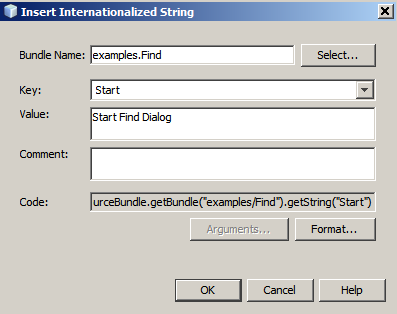 Insert Internationalized String
Bundle Name: examples.Find Select...
Key: Start
Value: Start Find Dialog
Comment:
Code: urceBundle.getBundle("examples/Find").getString("Start")
Arguments... Format...
OK Cancel Help